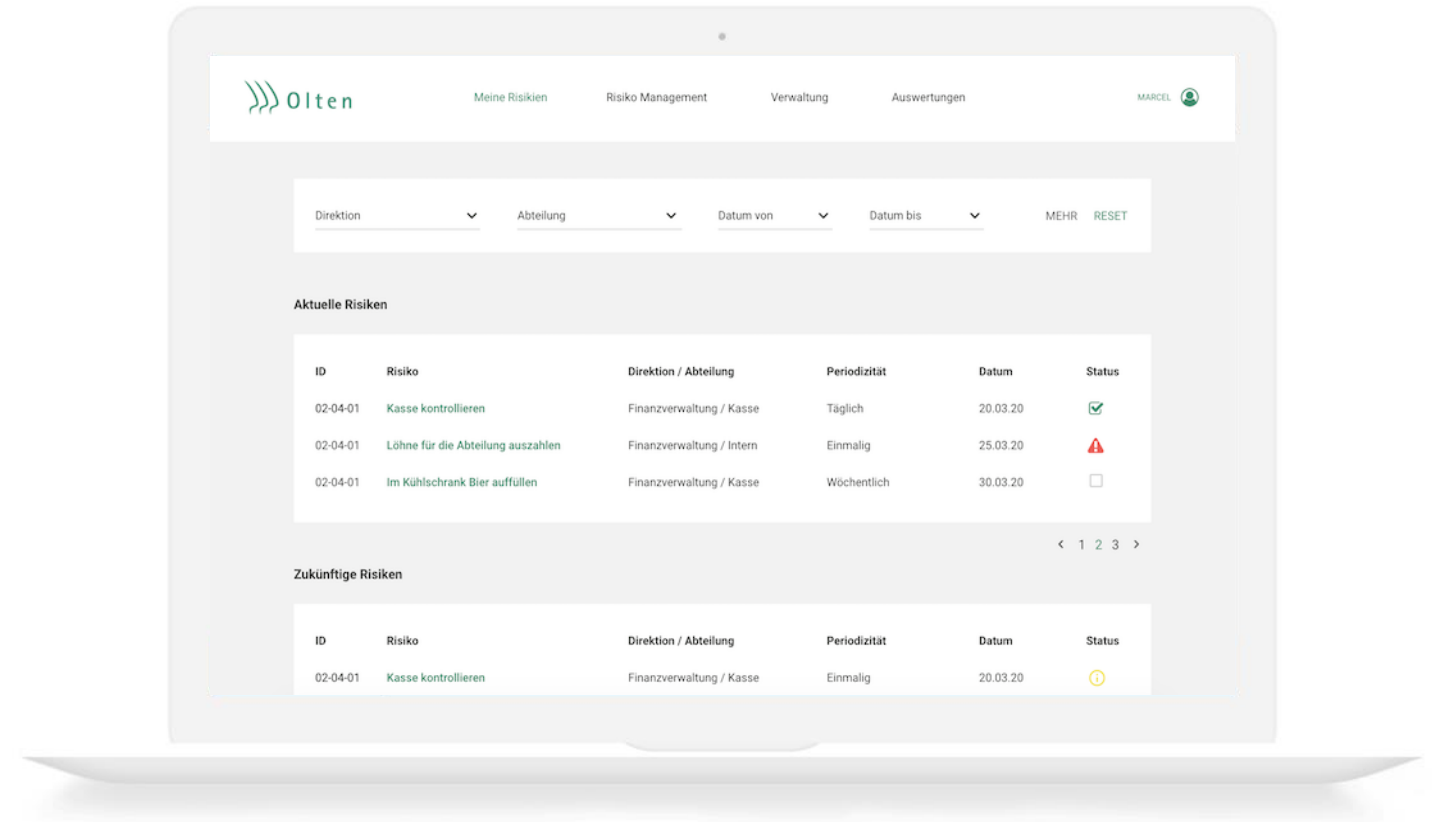 Olten Meine Risikien Risiko Management Verwaltung Auswertungen MARCEL
Direktion Abteilung Datum von Datum bis MEHR RESET
Aktuelle Risiken
ID Risiko Direktion / Abteilung Periodizität Datum Status
02-04-01 Kasse kontrollieren Finanzverwaltung / Kasse Täglich 20.03.20
02-04-01 Löhne für die Abteilung auszahlen Finanzverwaltung / Intern Einmalig 25.03.20
02-04-01 Im Kühlschrank Bier auffüllen Finanzverwaltung / Kasse Wöchentlich 30.03.20
< 1 2 3 >
Zukünftige Risiken
ID Risiko Direktion / Abteilung Periodizität Datum Status
02-04-01 Kasse kontrollieren Finanzverwaltung / Kasse Einmalig 20.03.20